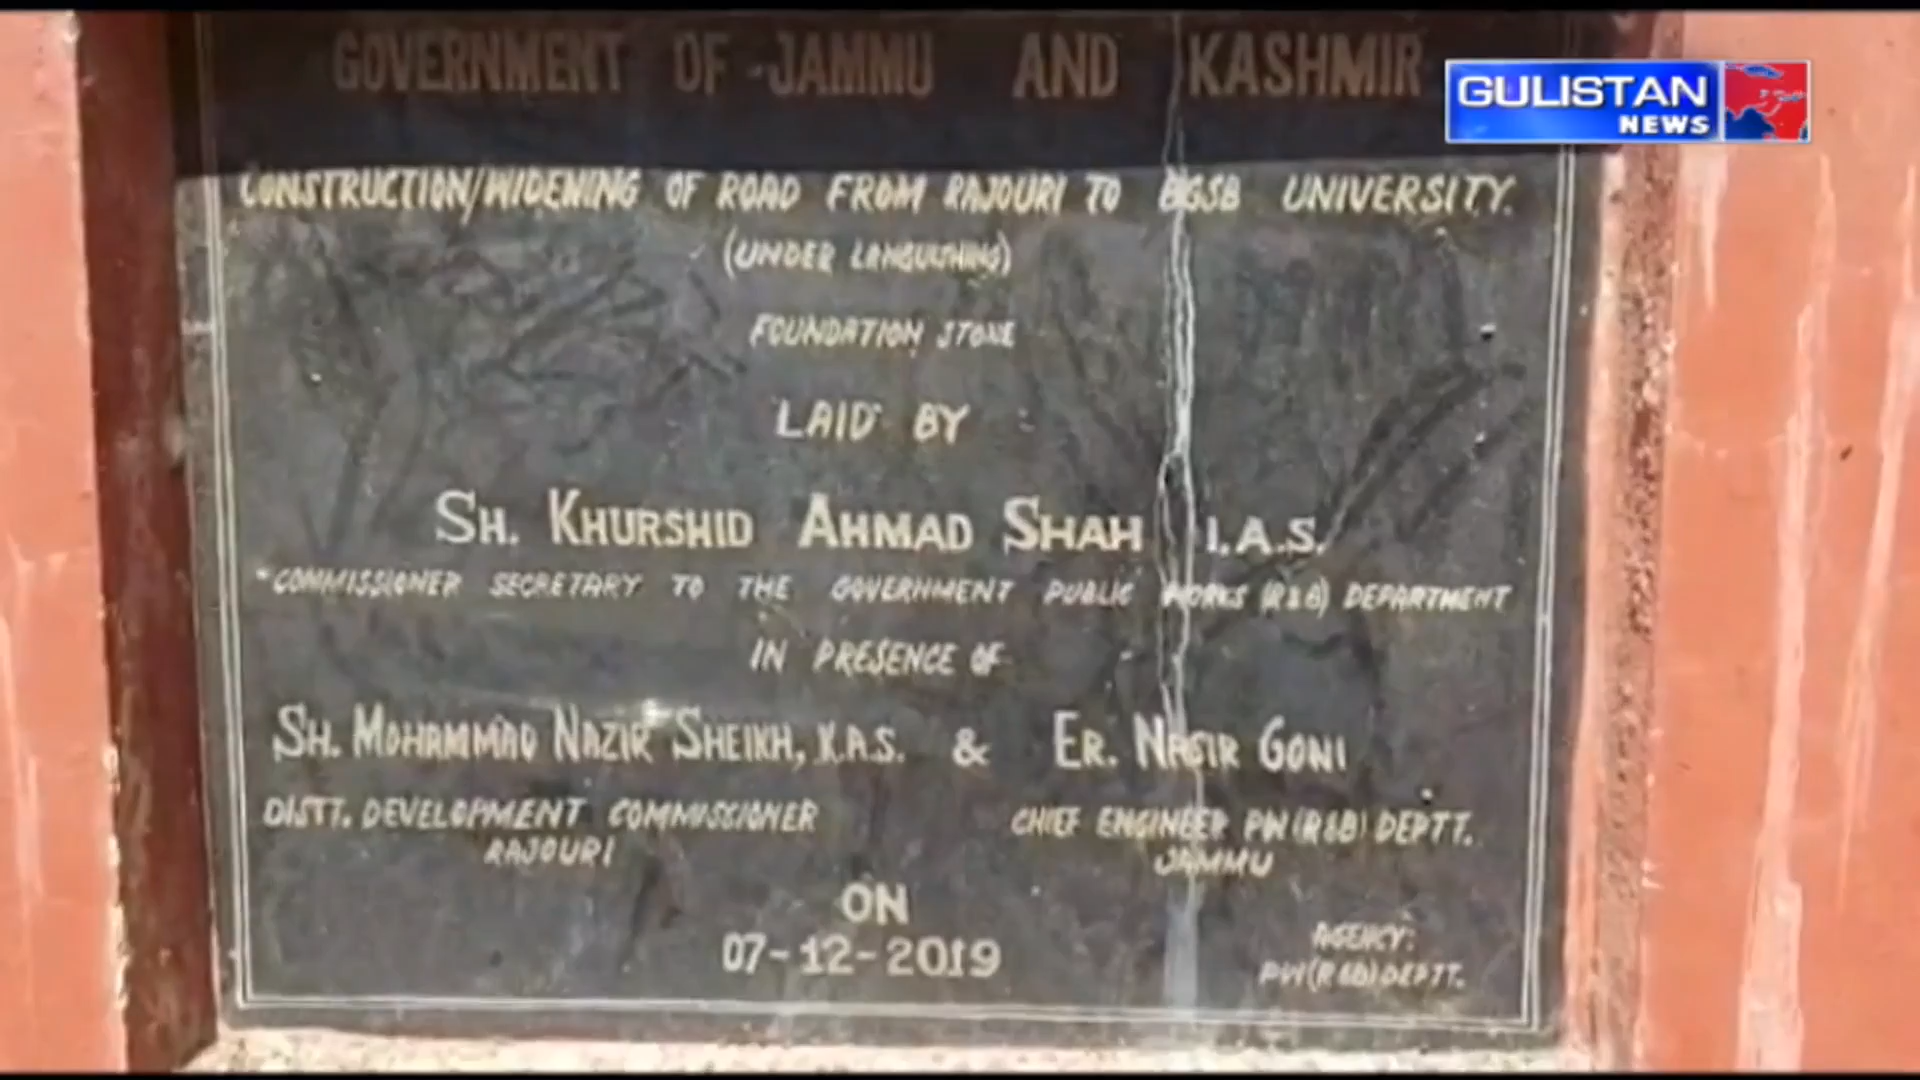 GOVERNMENT OF JAMMU AND KASHMIR
GULISTAN
NEWS
CONSTRUCTION/WIDENING OF ROAD FROM RAJOURI TO BGSB UNIVERSITY.
(UNDER LANGUISHING)
FOUNDATION STONE
LAID BY
SH. KHURSHID AHMAD SHAH I.A.S.
COMMISSIONER SECRETARY TO THE GOVERNMENT PUBLIC WORKS (R&B) DEPARTMENT
IN PRESENCE OF
SH. MOHAMMAD NAZIR SHEIKH, K.A.S. & ER. NASIR GONI
DISTT. DEVELOPMENT COMMISSIONER CHIEF ENGINEER PW(R&B) DEPTT.
RAJOURI JAMMU
ON
07-12-2019
AGENCY:
PW(R&B) DEPTT.